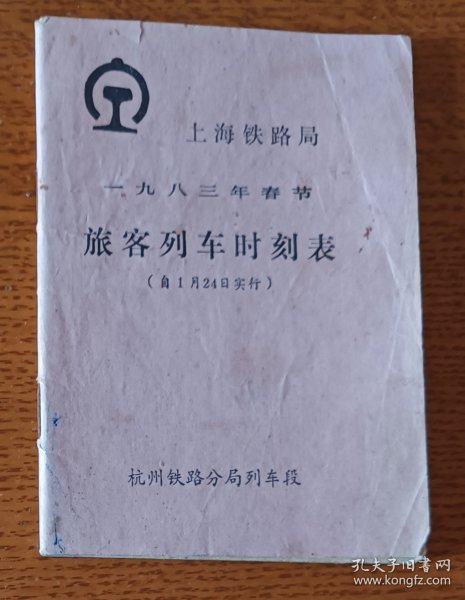 上海铁路局
一九八三年春节
旅客列车时刻表
(自1月24日实行)
杭州铁路分局列车段
孔夫子旧书网
www.kongfz.com